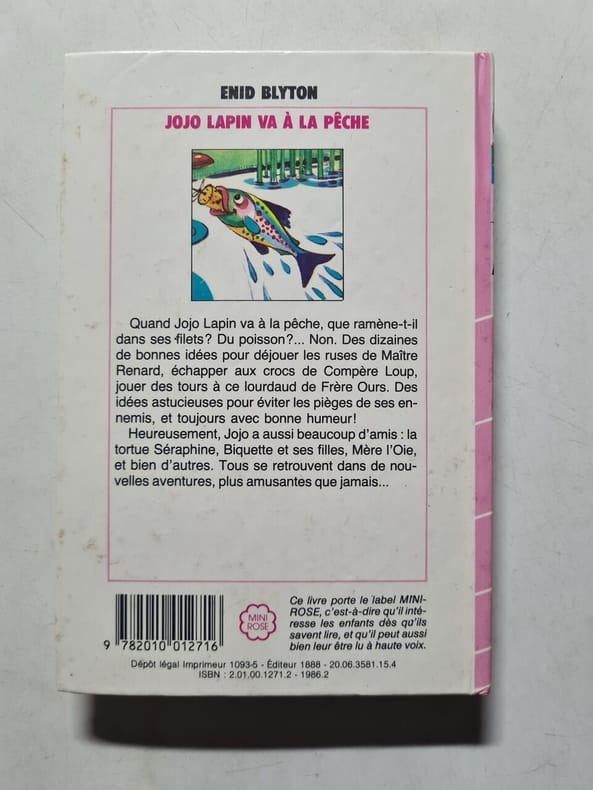 ENID BLYTON
JOJO LAPIN VA À LA PÊCHE
Quand Jojo Lapin va à la pêche, que ramène-t-il
dans ses filets? Du poisson?... Non. Des dizaines
de bonnes idées pour déjouer les ruses de Maître
Renard, échapper aux crocs de Compère Loup,
jouer des tours à ce lourdaud de Frère Ours. Des
idées astucieuses pour éviter les pièges de ses en-
nemis, et toujours avec bonne humeur!
Heureusement, Jojo a aussi beaucoup d'amis : la
tortue Séraphine, Biquette et ses filles, Mère l'Oie,
et bien d'autres. Tous se retrouvent dans de nou-
velles aventures, plus amusantes que jamais...
9 782010 012716
MINI
ROSE
Ce livre porte le label MINI-
ROSE, c'est-à-dire qu'il inté-
resse les enfants dès qu'ils
savent lire, et qu'il peut aussi
bien leur être lu à haute voix.
Dépôt légal Imprimeur 1093-5 - Éditeur 1888 - 20.06.3581.15.4
ISBN : 2.01.00.1271.2 - 1986.2